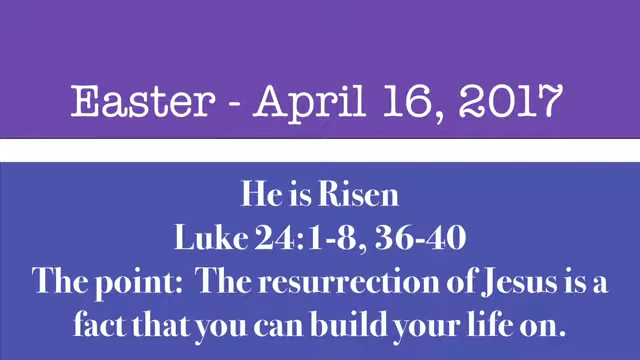 Easter - April 16, 2017
He is Risen
Luke 24:1-8, 36-40
The point:  The resurrection of Jesus is a
fact that you can build your life on.